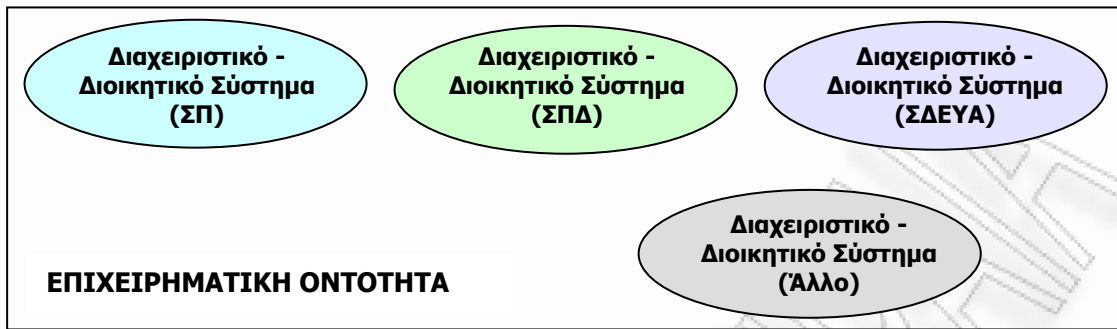 Διαχειριστικό -
Διοικητικό Σύστημα
(ΣΠ)
Διαχειριστικό -
Διοικητικό Σύστημα
(ΣΠΔ)
Διαχειριστικό -
Διοικητικό Σύστημα
(ΣΔΕΥΑ)
Διαχειριστικό -
Διοικητικό Σύστημα
(Άλλο)
ΕΠΙΧΕΙΡΗΜΑΤΙΚΗ ΟΝΤΟΤΗΤΑ